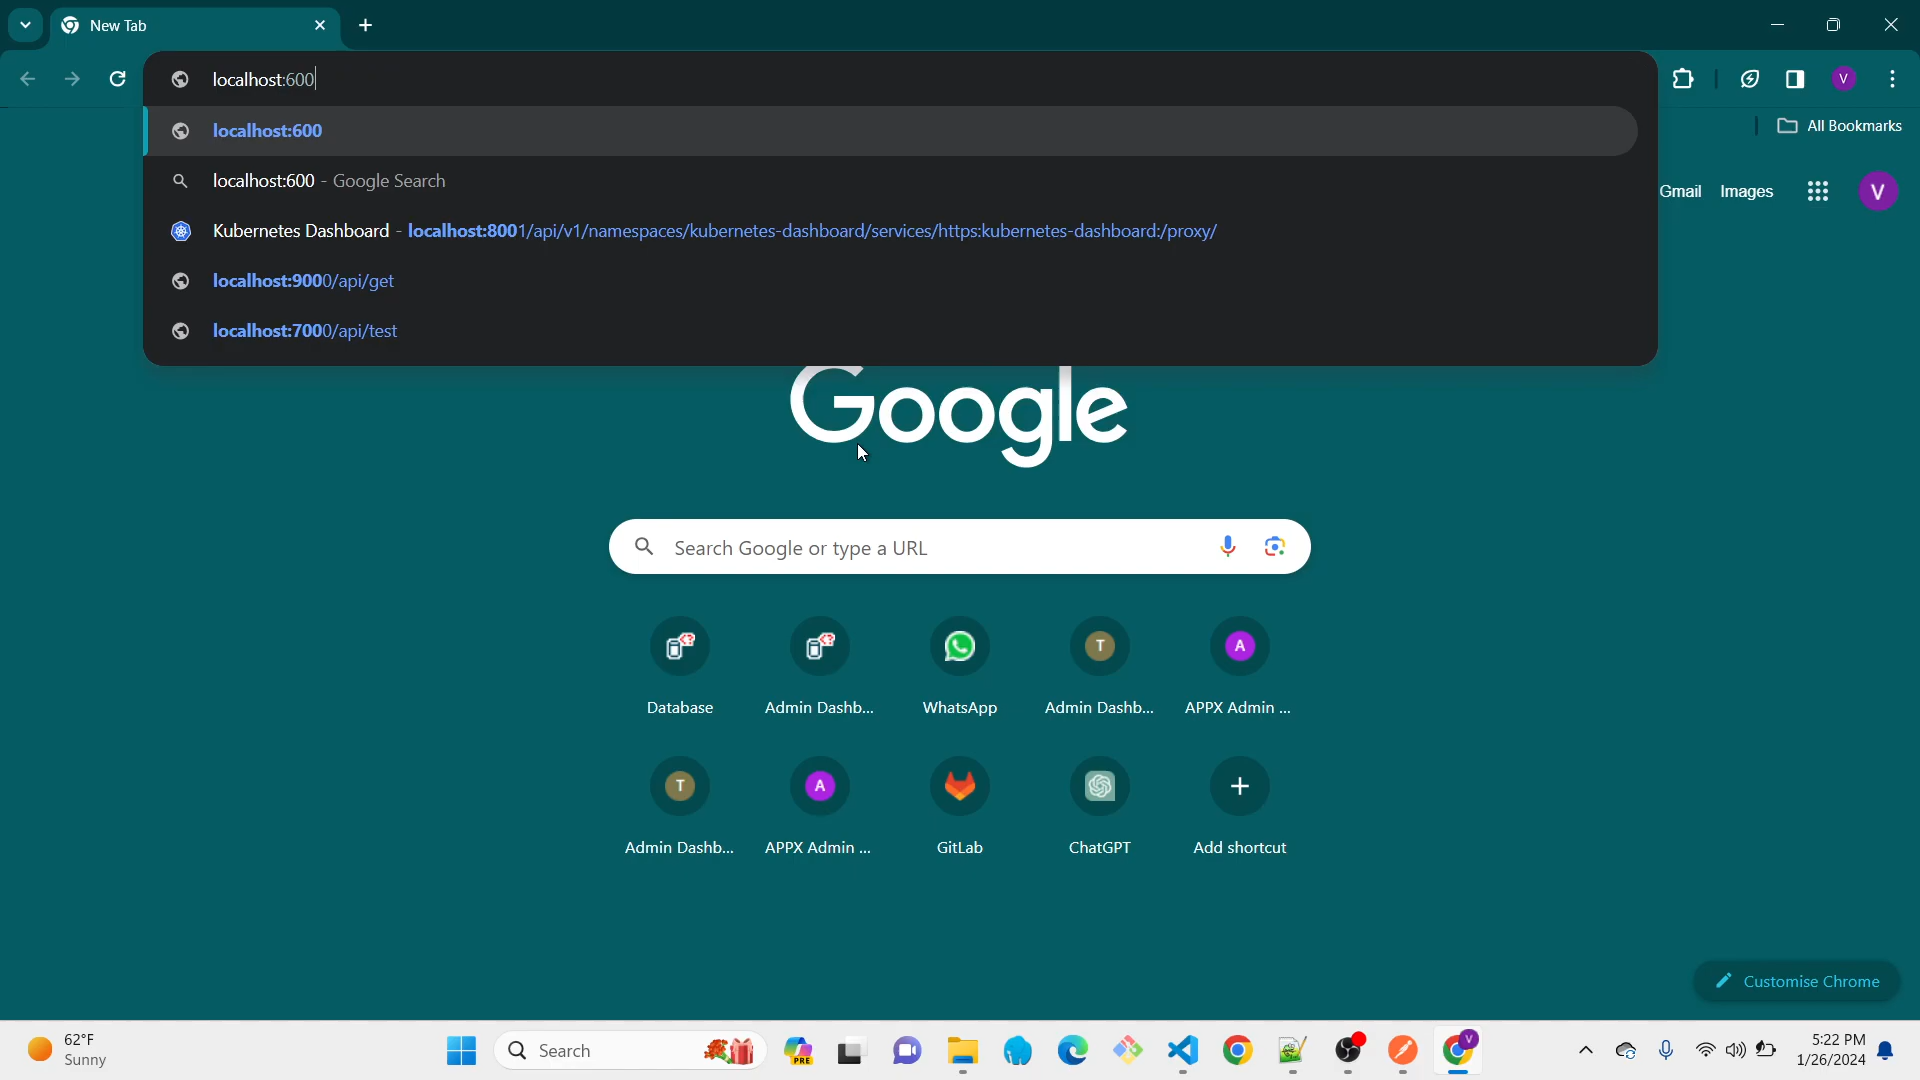 New Tab
localhost:600
All Bookmarks
localhost:600
localhost:600 - Google Search
Kubernetes Dashboard - localhost:8001/api/v1/namespaces/kubernetes-dashboard/services/https:kubernetes-dashboard:/proxy/
Gmail Images V
localhost:9000/api/get
localhost:7000/api/test
Google
Search Google or type a URL
T A
Database Admin Dashb... WhatsApp Admin Dashb... APPX Admin ...
T A
Admin Dashb... APPX Admin ... GitLab ChatGPT Add shortcut
Customise Chrome
62°F
Sunny
Search
PRE
V
5:22 PM
1/26/2024